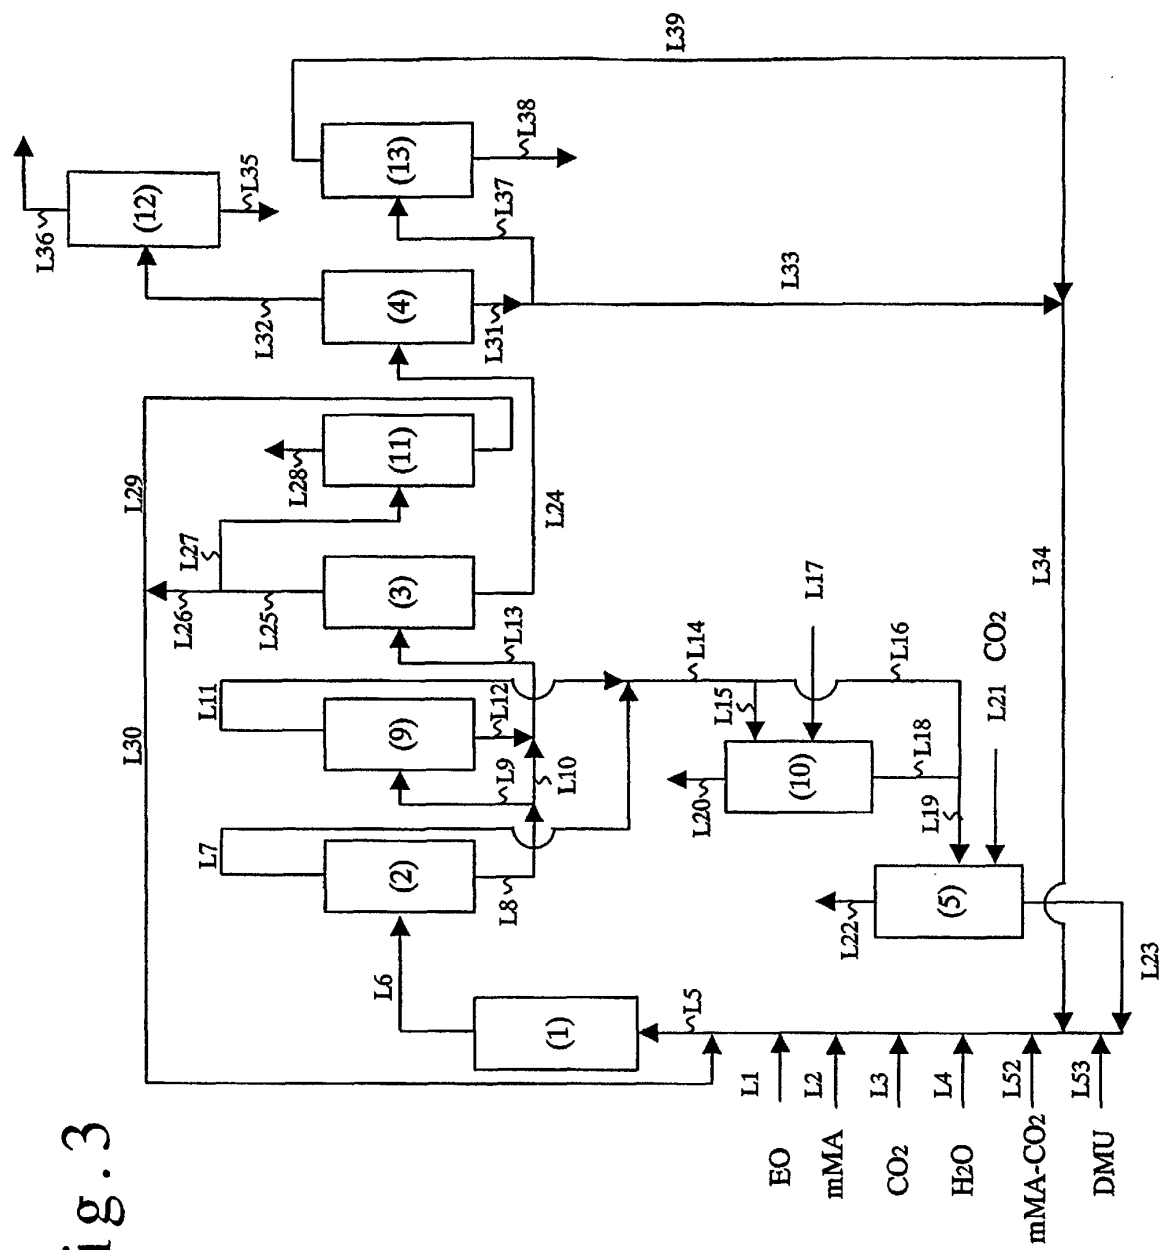 ig.3
L36
L35
(12)
L39
L38
(13)
L37
L32
(4)
L31
L33
L29
L28
(11)
L24
L27
L26
L25
(3)
L13
L30
L11
(9)
L12
L9
L10
L7
(2)
L8
L6
(1)
L5
L14
L15
L17
L16
L20
(10)
L18
L19
L21
CO2
L34
L22
(5)
L23
EO
L1
mMA
L2
CO2
L3
H2O
L4
mMA-CO2
L52
DMU
L53